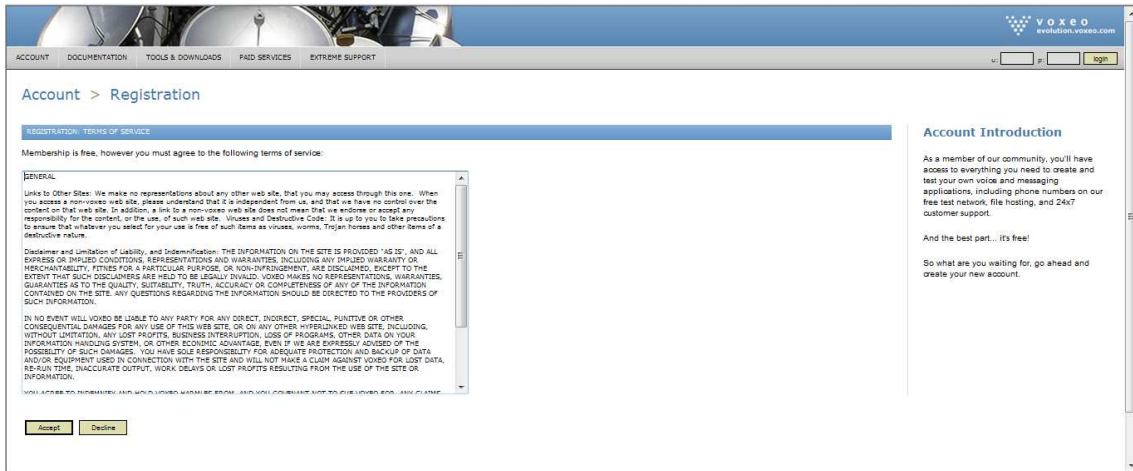 voxeo
evolution.voxeo.com
ACCOUNT DOCUMENTATION TOOLS & DOWNLOADS PAID SERVICES EXTREME SUPPORT
u: p: login
Account > Registration
REGISTRATION: TERMS OF SERVICE
Membership is free, however you must agree to the following terms of service:
GENERAL
Links to Other Sites: We make no representations about any other web site, that you may access through this one. When
you access a non-voxeo web site, please understand that it is independent from us, and that we have no control over the
content on that web site. In addition, a link to a non-voxeo web site does not mean that we endorse or accept any
responsibility for the content, or the use, of such web site. Viruses and Destructive Code: It is up to you to take precautions
to ensure that whatever you select for your use is free of such items as viruses, worms, Trojan horses and other items of a
destructive nature.
Disclaimer and Limitation of Liability, and Indemnification: THE INFORMATION ON THE SITE IS PROVIDED "AS IS", AND ALL
EXPRESS OR IMPLIED CONDITIONS, REPRESENTATIONS AND WARRANTIES, INCLUDING ANY IMPLIED WARRANTY OR
MERCHANTABILITY, FITNES FOR A PARTICULAR PURPOSE, OR NON-INFRINGEMENT, ARE DISCLAIMED, EXCEPT TO THE
EXTENT THAT SUCH DISCLAIMERS ARE HELD TO BE LEGALLY INVALID. VOXEO MAKES NO REPRESENTATIONS, WARRANTIES,
GUARANTIES AS TO THE QUALITY, SUITABILITY, TRUTH, ACCURACY OR COMPLETENESS OF ANY OF THE INFORMATION
CONTAINED ON THE SITE. ANY QUESTIONS REGARDING THE INFORMATION SHOULD BE DIRECTED TO THE PROVIDERS OF
SUCH INFORMATION.
IN NO EVENT WILL VOXEO BE LIABLE TO ANY PARTY FOR ANY DIRECT, INDIRECT, SPECIAL, PUNITIVE OR OTHER
CONSEQUENTIAL DAMAGES FOR ANY USE OF THIS WEB SITE, OR ON ANY OTHER HYPERLINKED WEB SITE, INCLUDING,
WITHOUT LIMITATION, ANY LOST PROFITS, BUSINESS INTERRUPTION, LOSS OF PROGRAMS, OTHER DATA ON YOUR
INFORMATION HANDLING SYSTEM, OR OTHER ECONIMIC ADVANTAGE, EVEN IF WE ARE EXPRESSLY ADVISED OF THE
POSSIBILITY OF SUCH DAMAGES. YOU HAVE SOLE RESPONSIBILITY FOR ADEQUATE PROTECTION AND BACKUP OF DATA
AND/OR EQUIPMENT USED IN CONNECTION WITH THE SITE AND WILL NOT MAKE A CLAIM AGAINST VOXEO FOR LOST DATA,
RE-RUN TIME, INACCURATE OUTPUT, WORK DELAYS OR LOST PROFITS RESULTING FROM THE USE OF THE SITE OR
INFORMATION.
YOU AGREE TO INDEMNIFY AND HOLD VOXEO HARMLES FROM, AND YOU COVENANT NOT TO SUE VOXEO FOR, ANY CLAIMS
Accept Decline
Account Introduction
As a member of our community, you'll have
access to everything you need to create and
test your own voice and messaging
applications, including phone numbers on our
free test network, file hosting, and 24x7
customer support.
And the best part... it's free!
So what are you waiting for, go ahead and
create your new account.